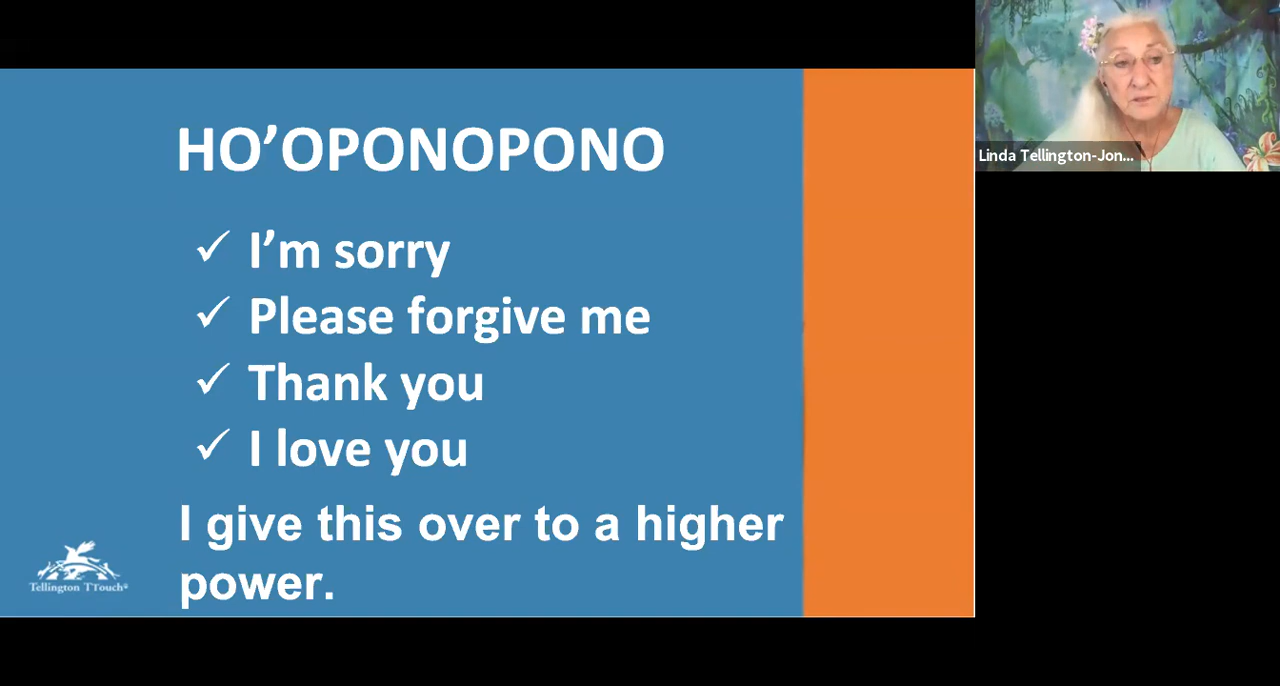 HO’OPONOPONO
✓ I’m sorry
✓ Please forgive me
✓ Thank you
✓ I love you
I give this over to a higher
power.
Tellington TTouch®
Linda Tellington-Jon...